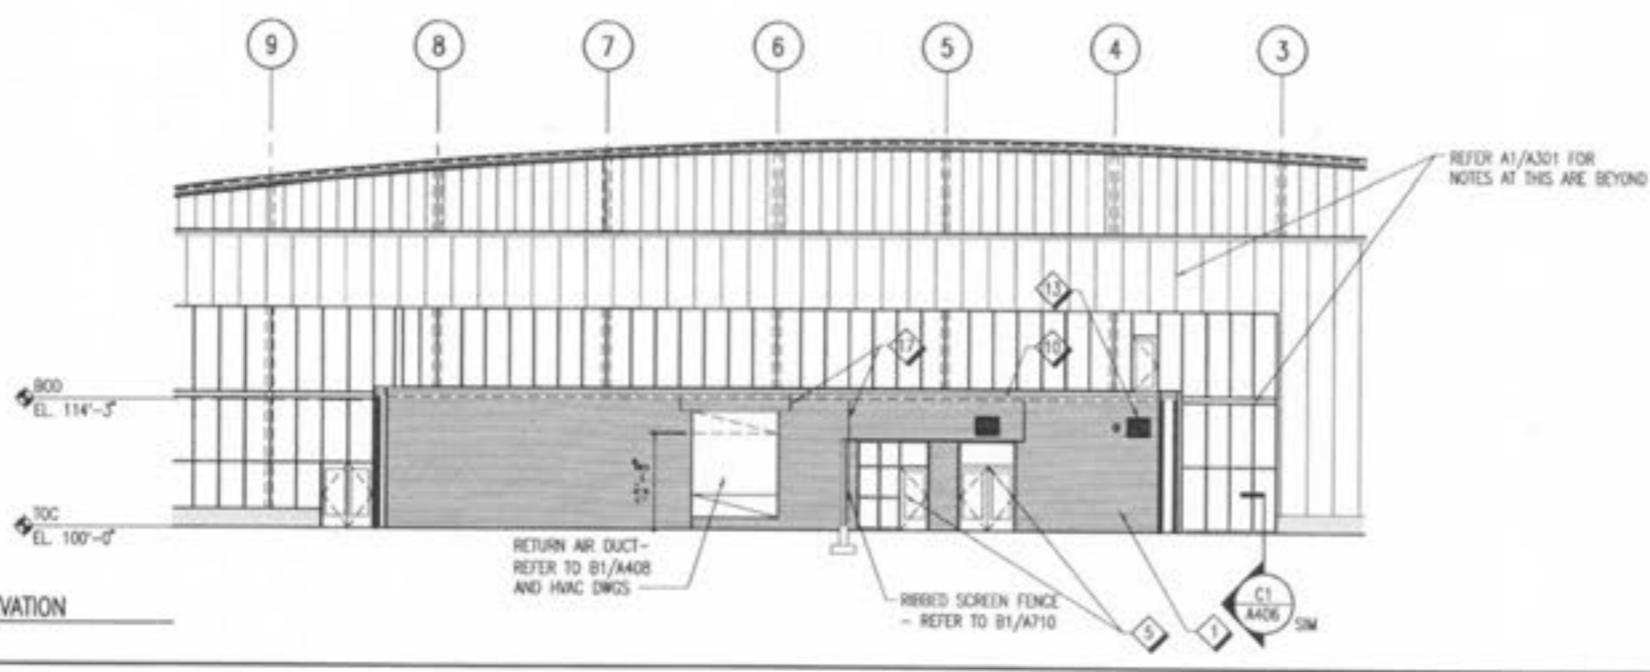 9 8 7 6 5 4 3
REFER A1/A301 FOR
NOTES AT THIS ARE BEYOND
13
17
10
BOD
EL. 114'-3"
TOC
EL. 100'-0"
RETURN AIR DUCT-
REFER TO B1/A408
AND HVAC DWGS
RIBBED SCREEN FENCE
- REFER TO B1/A710
5
1
C1
A406
SIM
VATION